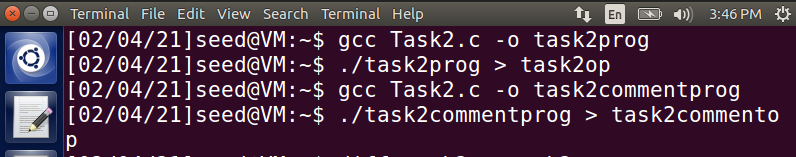 Terminal Terminal File Edit View Search Terminal Help En 3:46 PM
[02/04/21]seed@VM:~$ gcc Task2.c -o task2prog
[02/04/21]seed@VM:~$ ./task2prog > task2op
[02/04/21]seed@VM:~$ gcc Task2.c -o task2commentprog
[02/04/21]seed@VM:~$ ./task2commentprog > task2commento
p